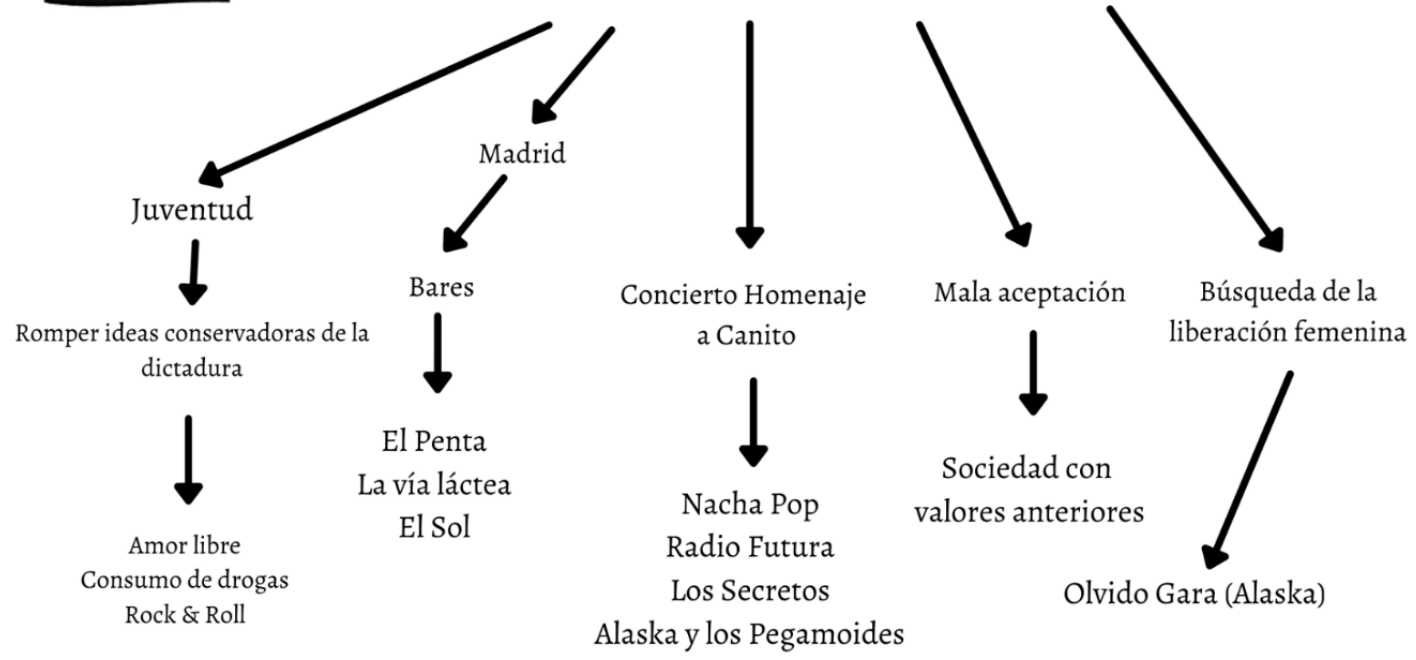 Madrid
Juventud
Bares
Concierto Homenaje
a Canito
Mala aceptación
Búsqueda de la
liberación femenina
Romper ideas conservadoras de la
dictadura
El Penta
La vía láctea
El Sol
Sociedad con
valores anteriores
Nacha Pop
Radio Futura
Los Secretos
Alaska y los Pegamoides
Amor libre
Consumo de drogas
Rock & Roll
Olvido Gara (Alaska)